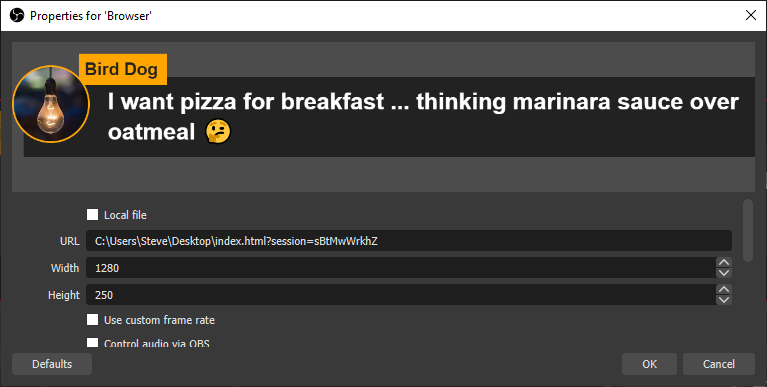 Properties for 'Browser'
Bird Dog
I want pizza for breakfast ... thinking marinara sauce over
oatmeal 🤔
Local file
URL C:\Users\Steve\Desktop\index.html?session=sBtMwWrkhZ
Width 1280
Height 250
Use custom frame rate
Control audio via OBS
Defaults OK Cancel